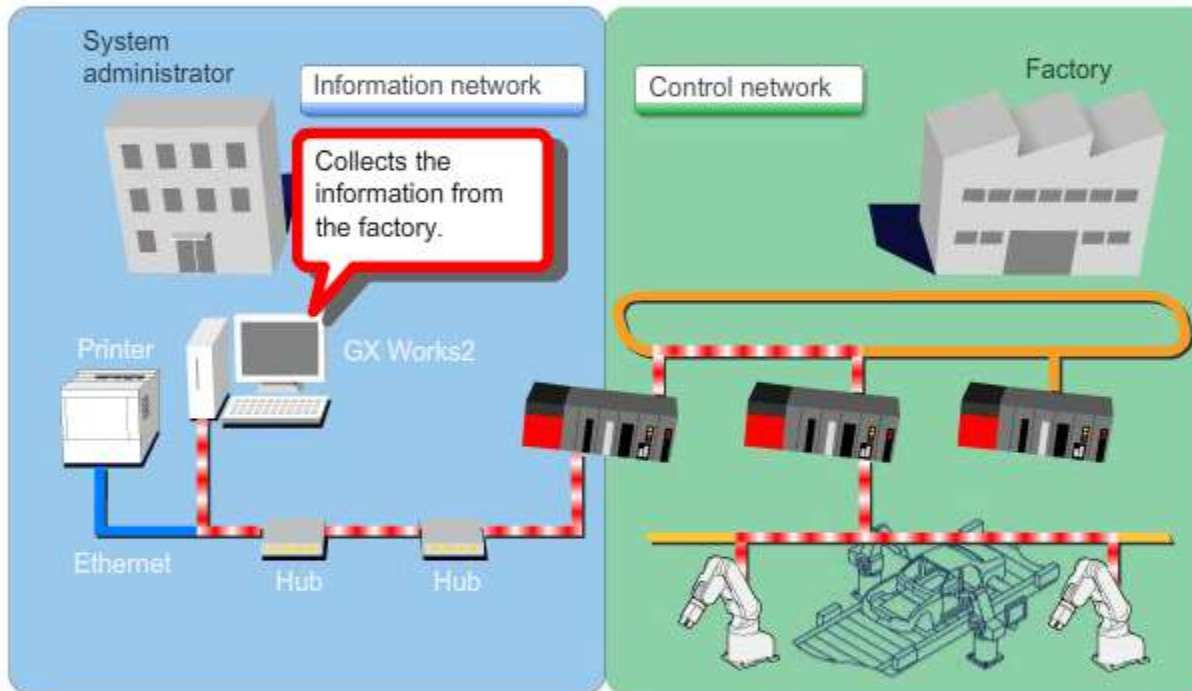 System
administrator
Information network
Control network
Factory
Collects the
information from
the factory.
Printer
GX Works2
Ethernet
Hub
Hub